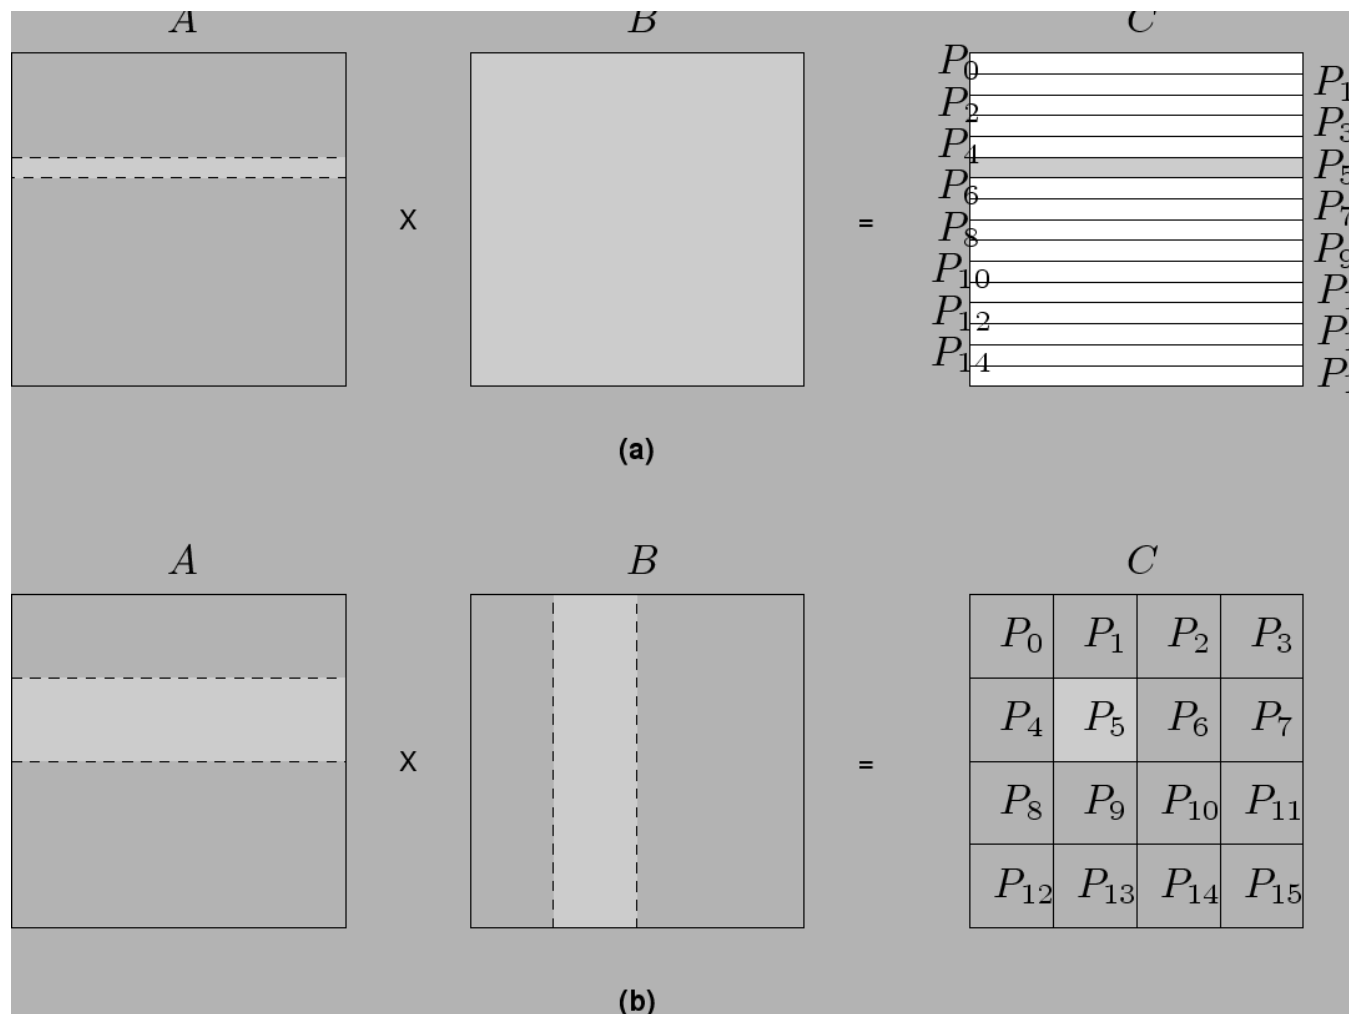 A B C
P0
P1
P2
P3
P4
P5
P6
P7
P8
P9
P10
P12
P14
X =
(a)
A B C
P0 P1 P2 P3
P4 P5 P6 P7
X =
P8 P9 P10 P11
P12 P13 P14 P15
(b)